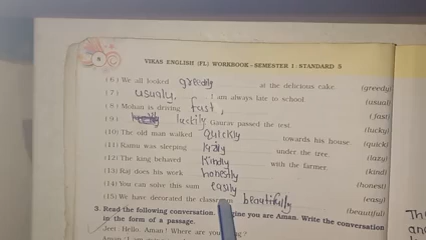 VIKAS ENGLISH (FL) WORKBOOK - SEMESTER 1 - STANDARD 5
(6) We all looked greedily at the delicious cake. (greedy)
(7) usually, I am always late to school (usual)
(8) Mohan is driving fast, (fast)
(9) luckily Gaurav passed the test. (lucky)
(10) The old man walked quickly towards his house. (quick)
(11) Ramu was sleeping under the tree. (lazy)
(12) The king behaved kindly with the farmer. (kind)
(13) Raj does his work honestly (honest)
(14) You can solve this sum easily (easy)
(15) We have decorated the classroom beautifully (beautiful)
3. Read the following conversation. you are Aman. Write the conversation
in the form of a passage.
Jeet: Hello. Aman! Where are you